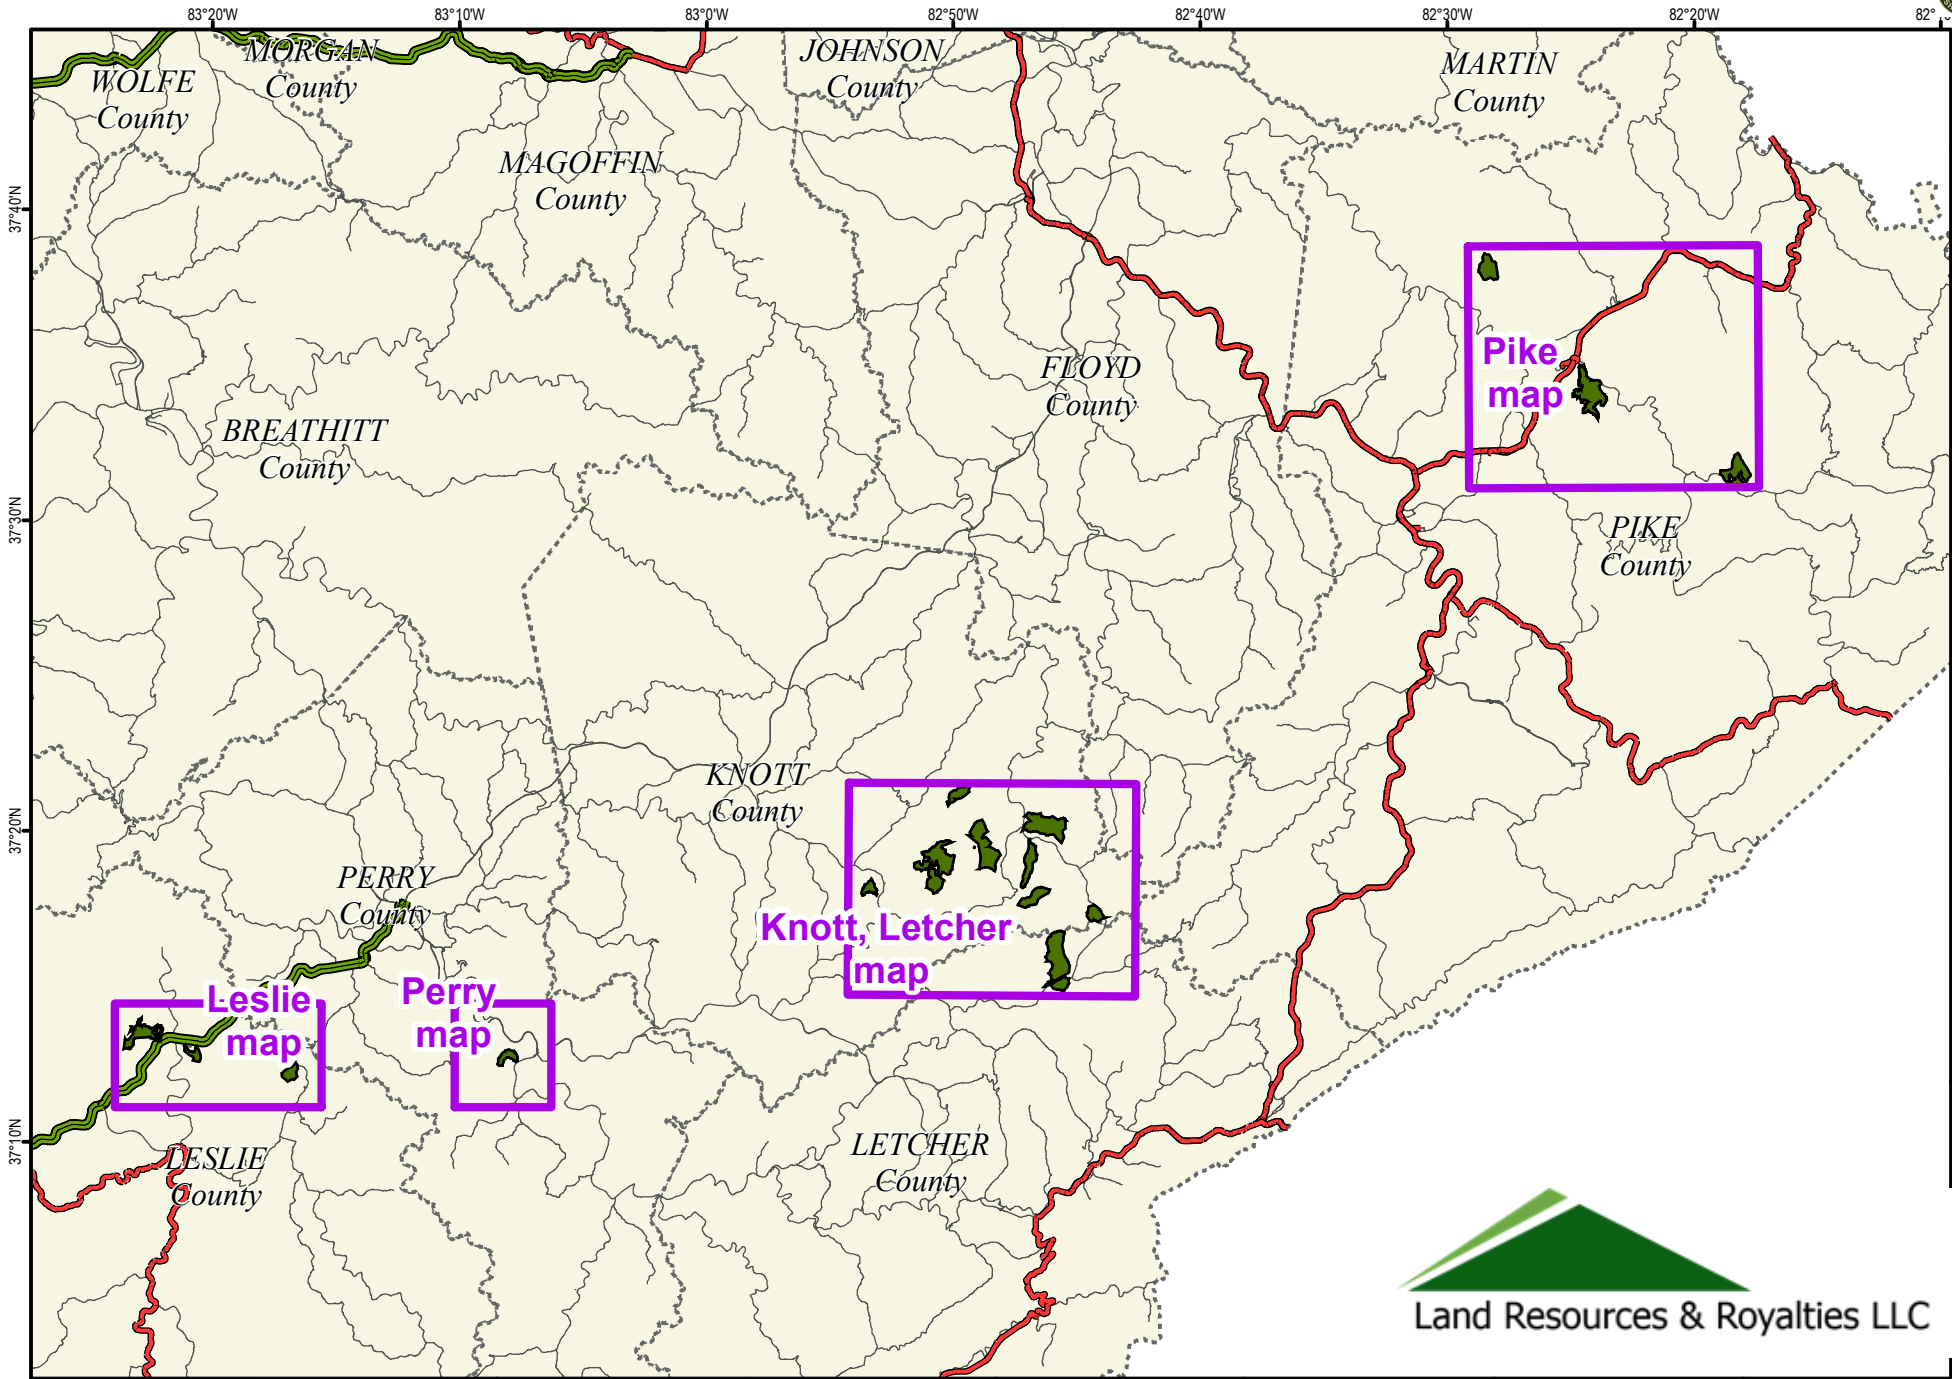 83°20'W
83°10'W
83°0'W
82°50'W
82°40'W
82°30'W
82°20'W
82°
MORGAN
County
WOLFE
County
JOHNSON
County
MARTIN
County
MAGOFFIN
County
37°40'N
Pike
map
FLOYD
County
BREATHITT
County
37°30'N
PIKE
County
KNOTT
County
37°20'N
PERRY
County
Knott, Letcher
map
Leslie
map
Perry
map
37°10'N
LESLIE
County
LETCHER
County
Land Resources & Royalties LLC